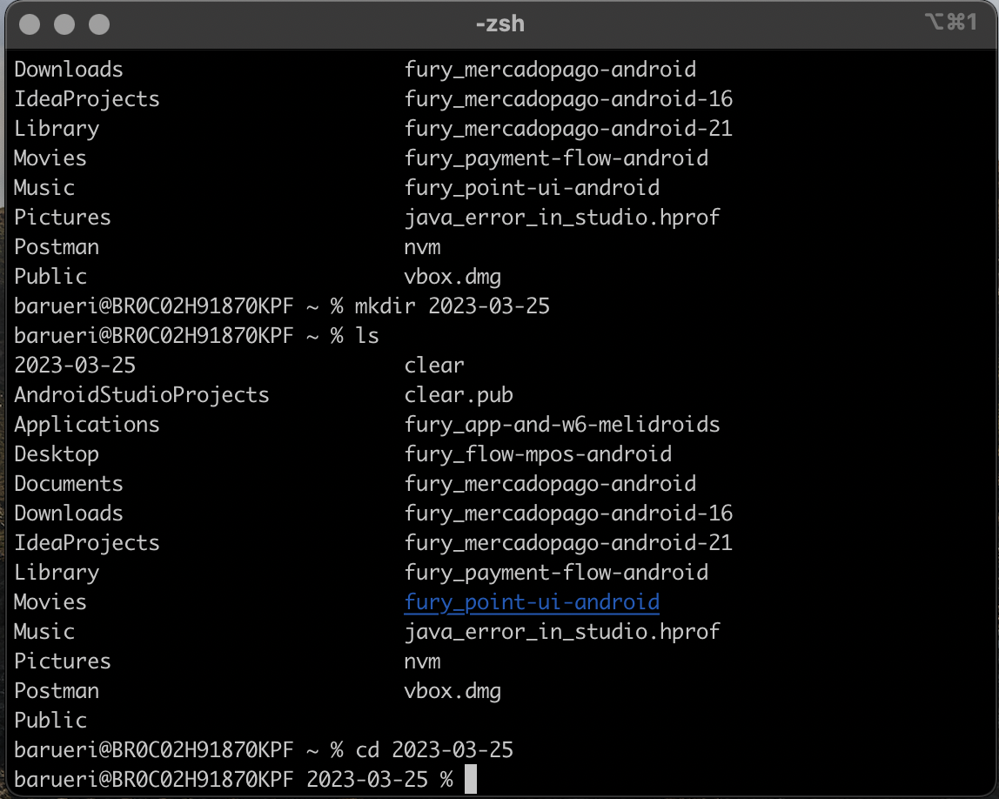 -zsh ⌥⌘1
Downloads fury_mercadopago-android
IdeaProjects fury_mercadopago-android-16
Library fury_mercadopago-android-21
Movies fury_payment-flow-android
Music fury_point-ui-android
Pictures java_error_in_studio.hprof
Postman nvm
Public vbox.dmg
barueri@BR0C02H91870KPF ~ % mkdir 2023-03-25
barueri@BR0C02H91870KPF ~ % ls
2023-03-25 clear
AndroidStudioProjects clear.pub
Applications fury_app-and-w6-melidroids
Desktop fury_flow-mpos-android
Documents fury_mercadopago-android
Downloads fury_mercadopago-android-16
IdeaProjects fury_mercadopago-android-21
Library fury_payment-flow-android
Movies fury_point-ui-android
Music java_error_in_studio.hprof
Pictures nvm
Postman vbox.dmg
Public
barueri@BR0C02H91870KPF ~ % cd 2023-03-25
barueri@BR0C02H91870KPF 2023-03-25 %